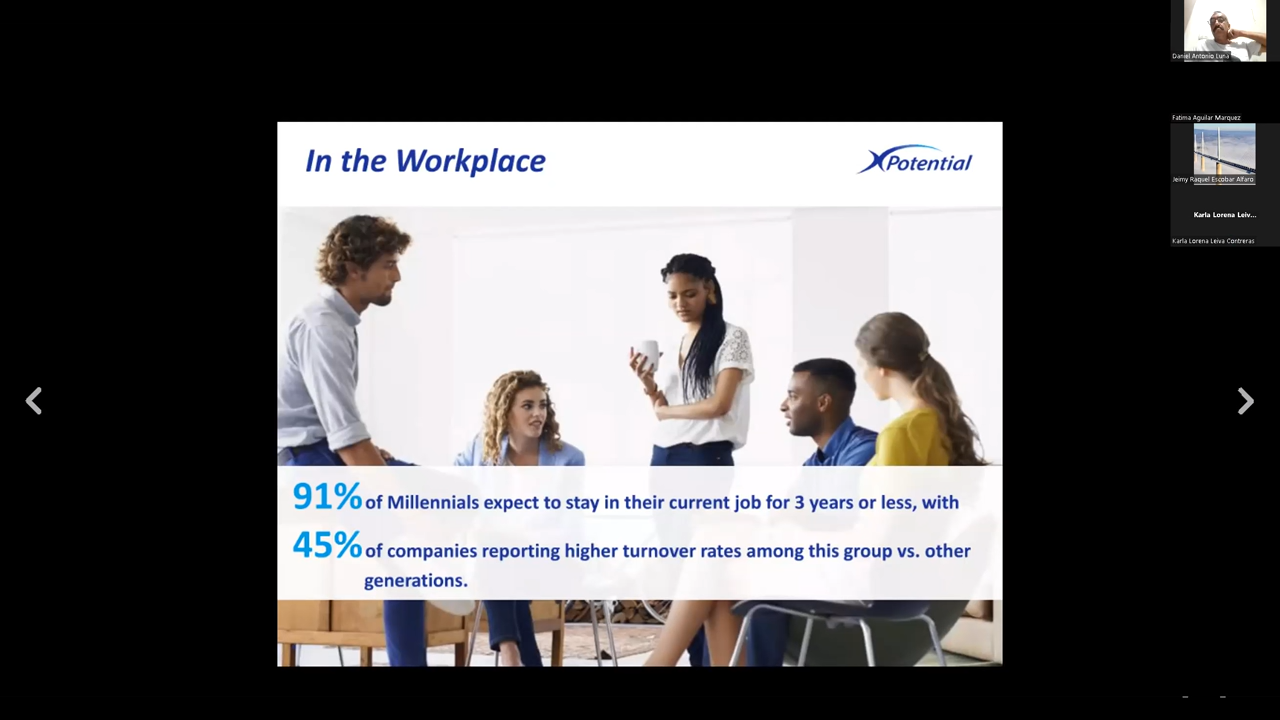 In the Workplace
XPotential
91% of Millennials expect to stay in their current job for 3 years or less, with
45% of companies reporting higher turnover rates among this group vs. other
generations.
Daniel Antonio Luna
Fatima Aguilar Marquez
Jeimy Raquel Escobar Alfaro
Karla Lorena Leiv...
Karla Lorena Leiva Contreras